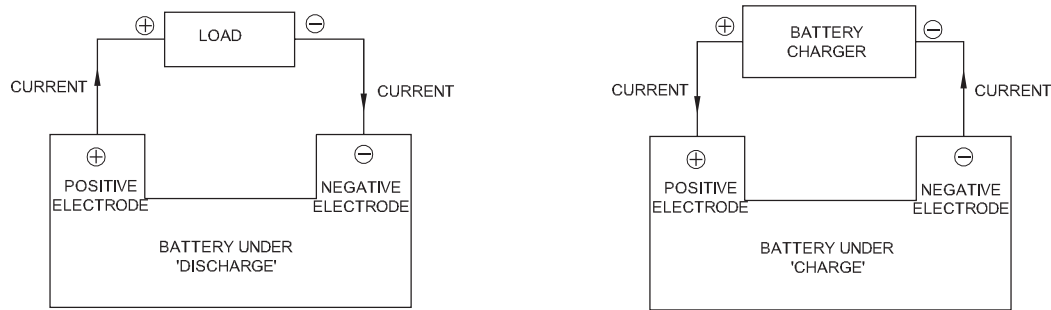 ⊕
LOAD
⊖
CURRENT
CURRENT
⊕
POSITIVE
ELECTRODE
⊖
NEGATIVE
ELECTRODE
BATTERY UNDER
'DISCHARGE'
⊕
BATTERY
CHARGER
⊖
CURRENT
CURRENT
⊕
POSITIVE
ELECTRODE
⊖
NEGATIVE
ELECTRODE
BATTERY UNDER
'CHARGE'